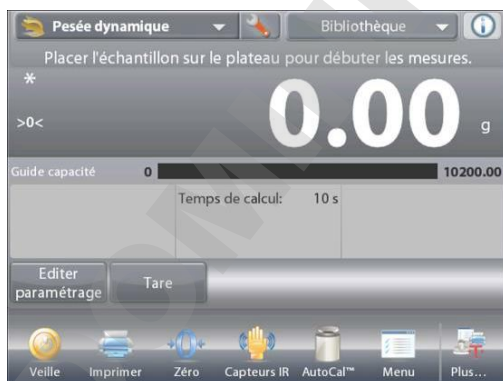 Pesée dynamique Bibliothèque
Placer l'échantillon sur le plateau pour débuter les mesures.
*
>0< 0.00 g
Guide capacité 0 10200.00
Temps de calcul: 10 s
Editer paramétrage
Tare
Veille Imprimer Zéro Capteurs IR AutoCal™ Menu Plus...